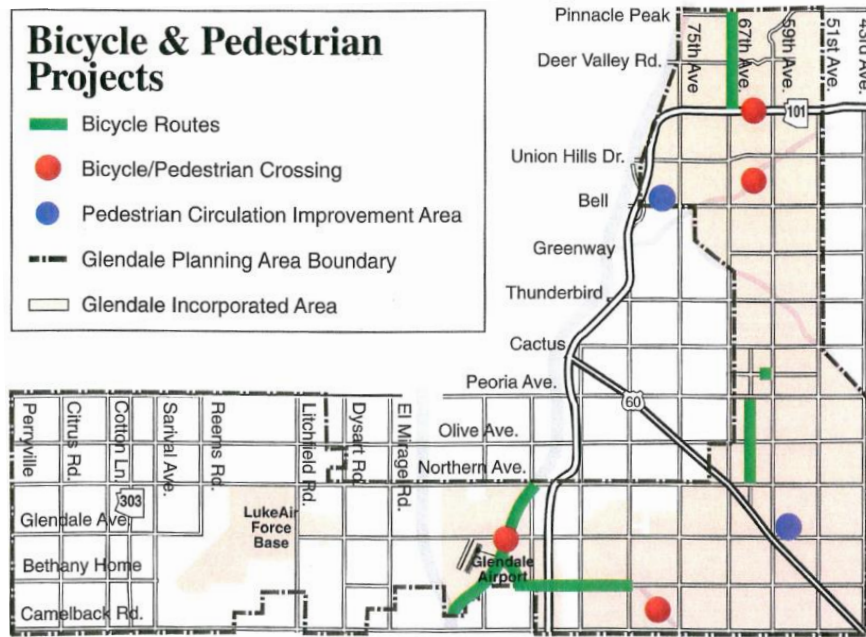 Bicycle & Pedestrian
Projects
Bicycle Routes
Bicycle/Pedestrian Crossing
Pedestrian Circulation Improvement Area
Glendale Planning Area Boundary
Glendale Incorporated Area
Pinnacle Peak
Deer Valley Rd.
75th Ave.
67th Ave.
59th Ave.
51st Ave.
43rd Ave.
101
Union Hills Dr.
Bell
Greenway
Thunderbird
Cactus
Peoria Ave.
60
Olive Ave.
Northern Ave.
Perryville
Citrus Rd.
Cotton Ln.
Sarival Ave.
Reems Rd.
Litchfield Rd.
Dysart Rd.
El Mirage Rd.
303
Glendale Ave.
Luke Air
Force
Base
Bethany Home
Glendale
Airport
Camelback Rd.